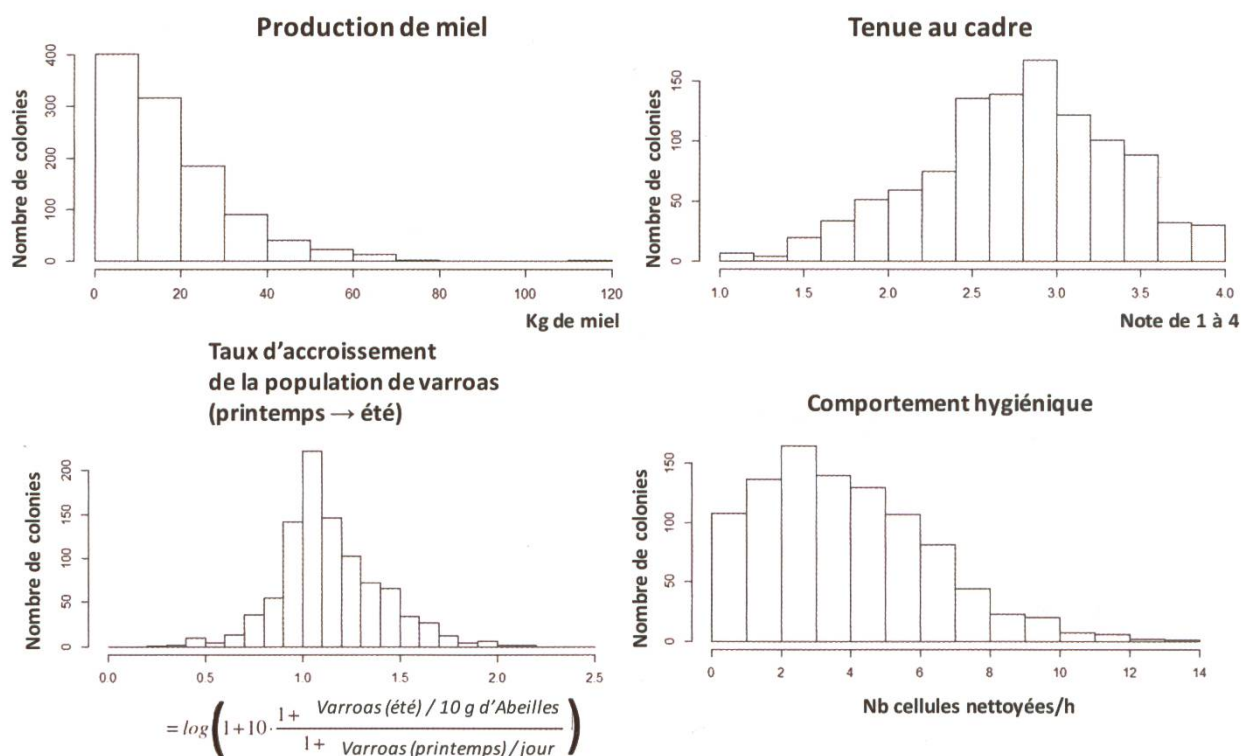 Production de miel
Nombre de colonies
400
300
200
100
0
0 20 40 60 80 100 120
Kg de miel
Tenue au cadre
Nombre de colonies
150
100
50
0
1.0 1.5 2.0 2.5 3.0 3.5 4.0
Note de 1 à 4
Taux d’accroissement
de la population de varroas
(printemps → été)
Nombre de colonies
200
150
100
50
0
0.0 0.5 1.0 1.5 2.0 2.5
= log(1+10· 1+ Varroas (été) / 10 g d’Abeilles
1+ Varroas (printemps) / jour)
Comportement hygiénique
Nombre de colonies
150
100
50
0
0 2 4 6 8 10 12 14
Nb cellules nettoyées/h